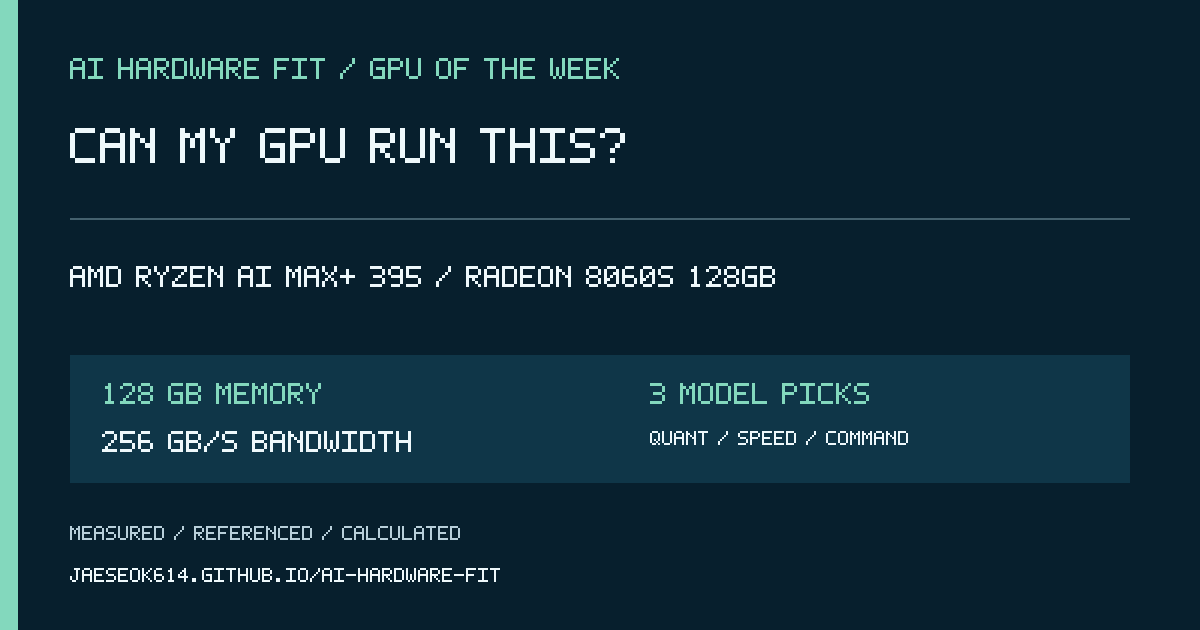 AI HARDWARE FIT / GPU OF THE WEEK
CAN MY GPU RUN THIS?
AMD RYZEN AI MAX+ 395 / RADEON 8060S 128GB
128 GB MEMORY
256 GB/S BANDWIDTH
3 MODEL PICKS
QUANT / SPEED / COMMAND
MEASURED / REFERENCED / CALCULATED
JAESEOK614.GITHUB.IO/AI-HARDWARE-FIT